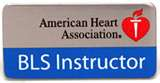 American Heart
Association®
BLS Instructor